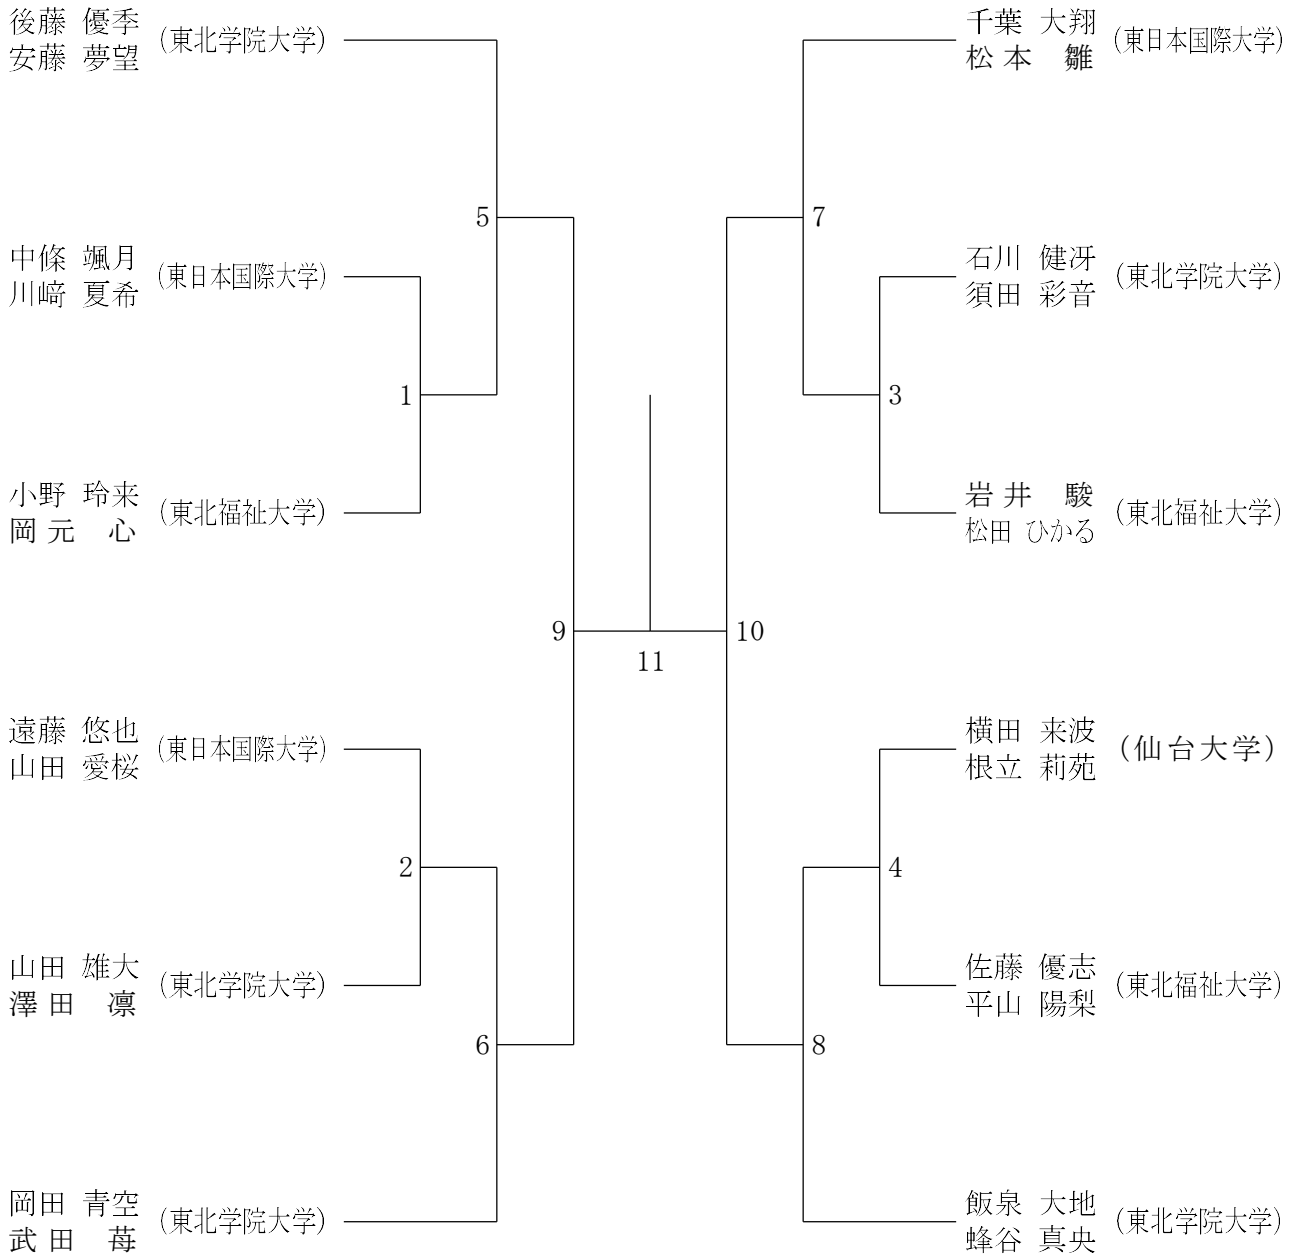 後藤 優季
安藤 夢望
(東北学院大学)
5
中條 颯月
川﨑 夏希
(東日本国際大学)
1
小野 玲来
岡元 心
(東北福祉大学)
9
遠藤 悠也
山田 愛桜
(東日本国際大学)
2
山田 雄大
澤田 凛
(東北学院大学)
6
岡田 青空
武田 苺
(東北学院大学)
11
千葉 大翔
松本 雛
(東日本国際大学)
7
石川 健冴
須田 彩音
(東北学院大学)
3
岩井 駿
松田 ひかる
(東北福祉大学)
10
横田 来波
根立 莉苑
(仙台大学)
4
佐藤 優志
平山 陽梨
(東北福祉大学)
8
飯泉 大地
蜂谷 真央
(東北学院大学)